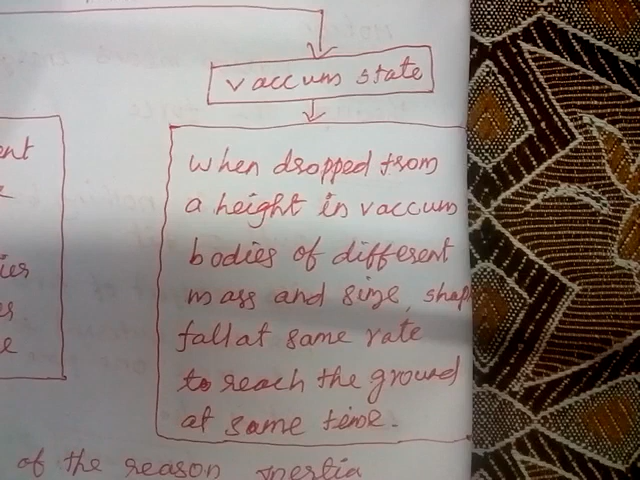 vaccum state
when dropped from
a height in vaccum
bodies of different
mass and size, shap
fall at same rate
to reach the ground
at same time.
of the reason inertia